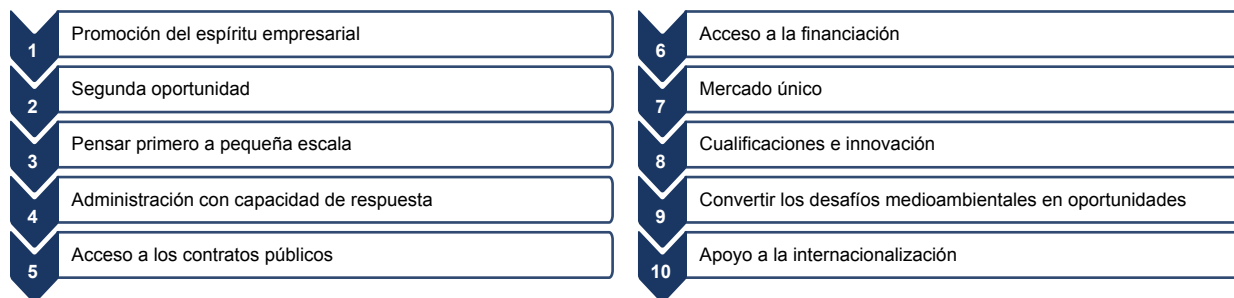 1
Promoción del espíritu empresarial
2
Segunda oportunidad
3
Pensar primero a pequeña escala
4
Administración con capacidad de respuesta
5
Acceso a los contratos públicos
6
Acceso a la financiación
7
Mercado único
8
Cualificaciones e innovación
9
Convertir los desafíos medioambientales en oportunidades
10
Apoyo a la internacionalización